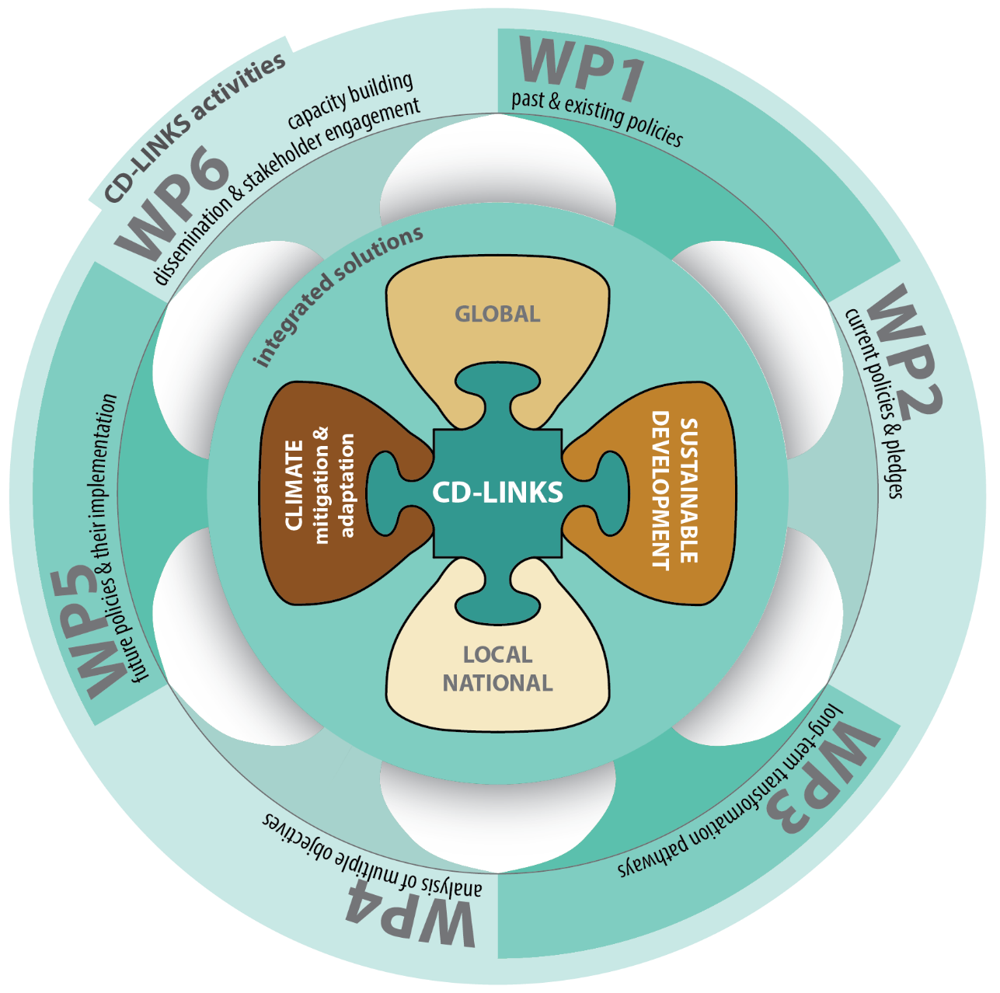 CD-LINKS activities
WP1
past & existing policies
WP2
current policies & pledges
WP3
long-term transformation pathways
WP4
analysis of multiple objectives
WP5
future policies & their implementation
WP6
capacity building
dissemination & stakeholder engagement
integrated solutions
GLOBAL
CLIMATE
mitigation &
adaptation
CD-LINKS
SUSTAINABLE
DEVELOPMENT
LOCAL
NATIONAL